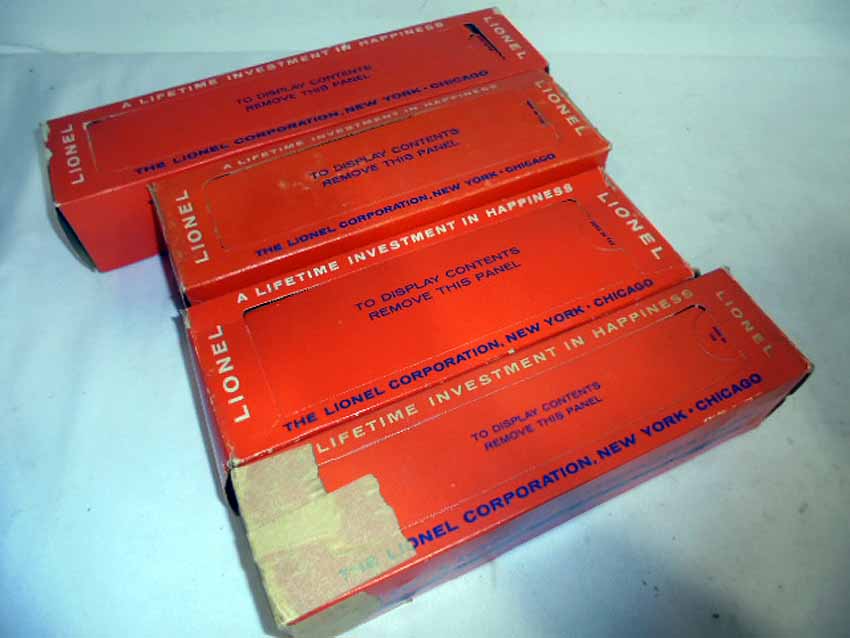 LIONEL
A LIFETIME INVESTMENT IN HAPPINESS
TO DISPLAY CONTENTS
REMOVE THIS PANEL
THE LIONEL CORPORATION, NEW YORK • CHICAGO
LIONEL
LIONEL
A LIFETIME INVESTMENT IN HAPPINESS
TO DISPLAY CONTENTS
REMOVE THIS PANEL
THE LIONEL CORPORATION, NEW YORK • CHICAGO
LIONEL
LIONEL
A LIFETIME INVESTMENT IN HAPPINESS
TO DISPLAY CONTENTS
REMOVE THIS PANEL
THE LIONEL CORPORATION, NEW YORK • CHICAGO
LIONEL
LIFETIME INVESTMENT IN HAPPINESS
TO DISPLAY CONTENTS
REMOVE THIS PANEL
THE LIONEL CORPORATION, NEW YORK • CHICAGO
LIONEL